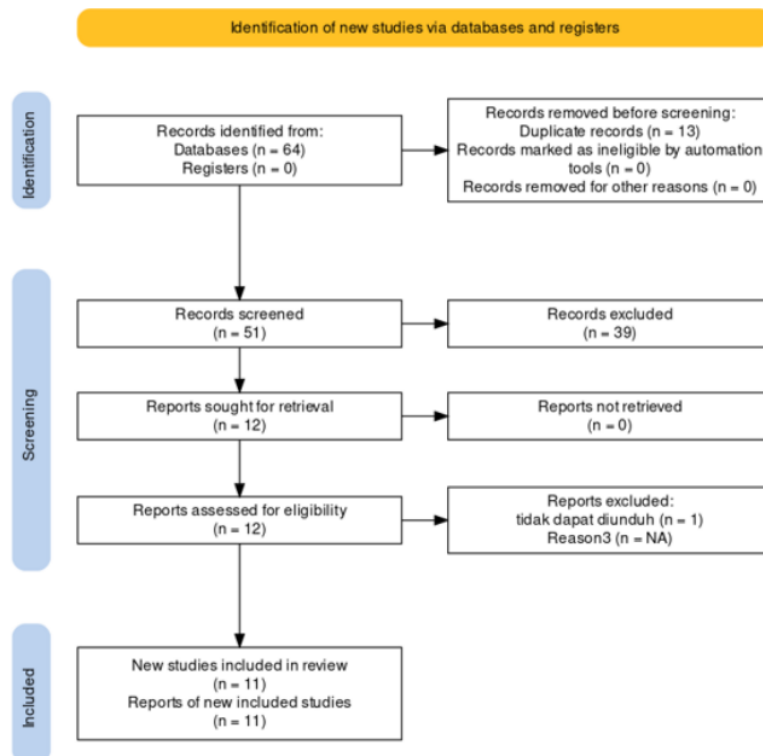 Identification of new studies via databases and registers
Identification
Records identified from:
Databases (n = 64)
Registers (n = 0)
Records removed before screening:
Duplicate records (n = 13)
Records marked as ineligible by automation
tools (n = 0)
Records removed for other reasons (n = 0)
Screening
Records screened
(n = 51)
Records excluded
(n = 39)
Reports sought for retrieval
(n = 12)
Reports not retrieved
(n = 0)
Reports assessed for eligibility
(n = 12)
Reports excluded:
tidak dapat diunduh (n = 1)
Reason3 (n = NA)
Included
New studies included in review
(n = 11)
Reports of new included studies
(n = 11)